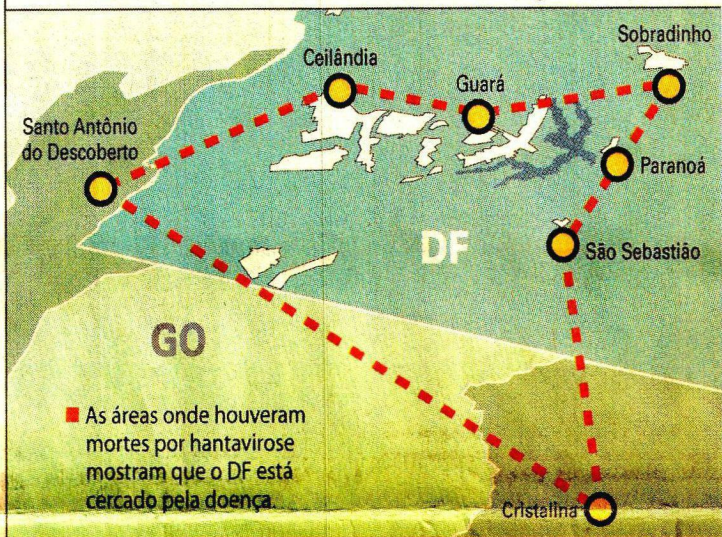 Sobradinho
Ceilândia
Guará
Santo Antônio
do Descoberto
Paranoá
DF
São Sebastião
GO
As áreas onde houveram
mortes por hantavirose
mostram que o DF está
cercado pela doença.
Cristalina